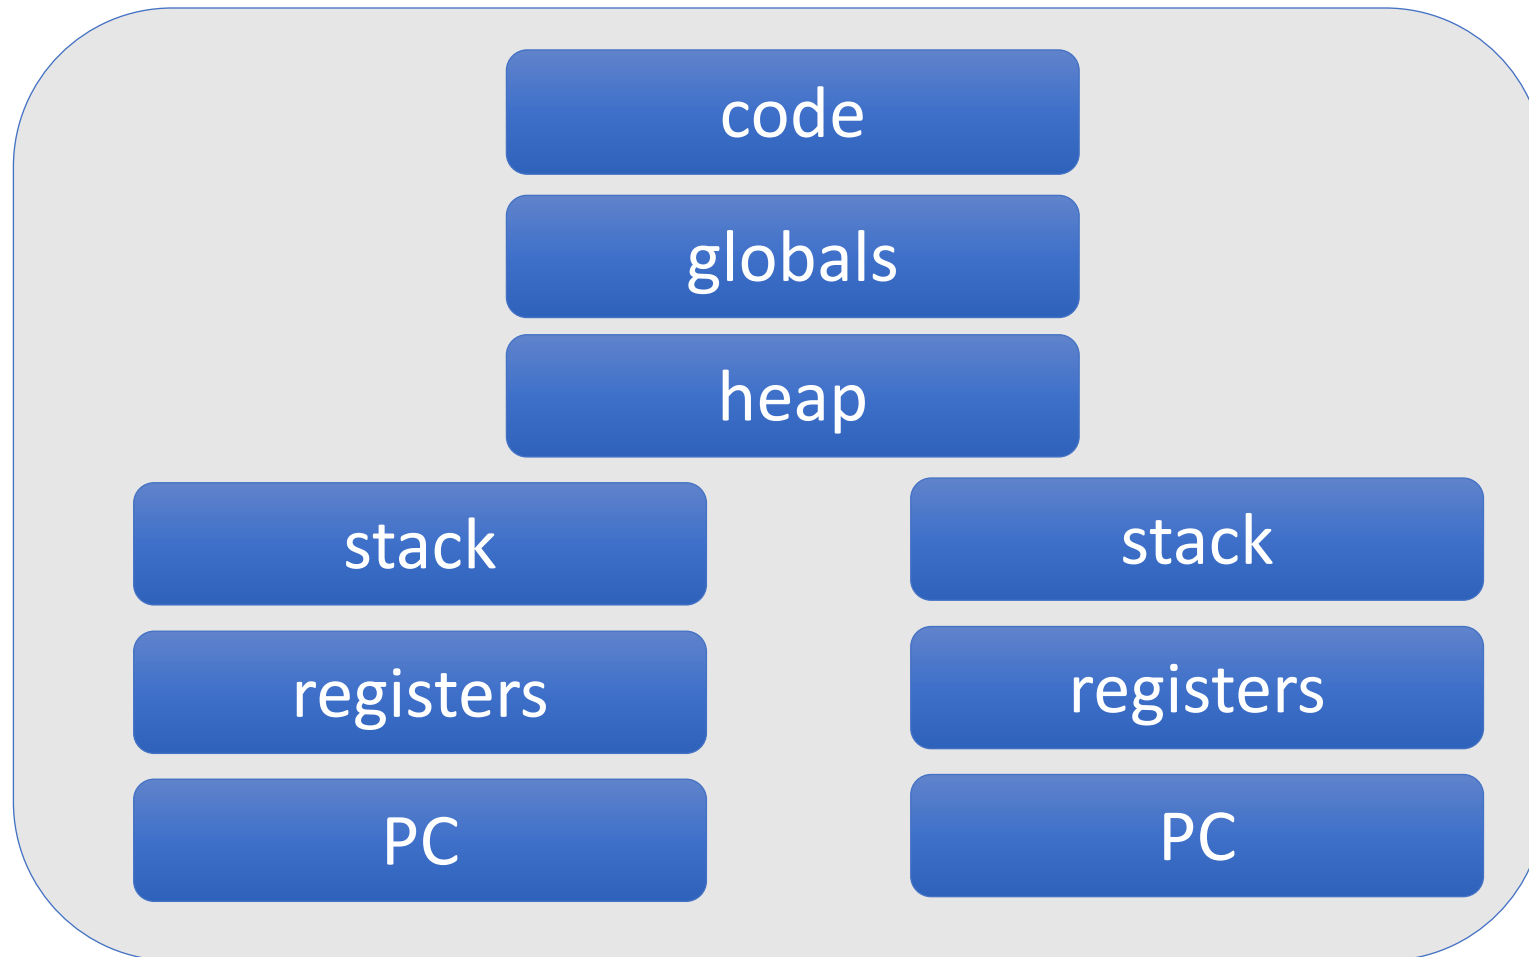 code
globals
heap
stack
stack
registers
registers
PC
PC